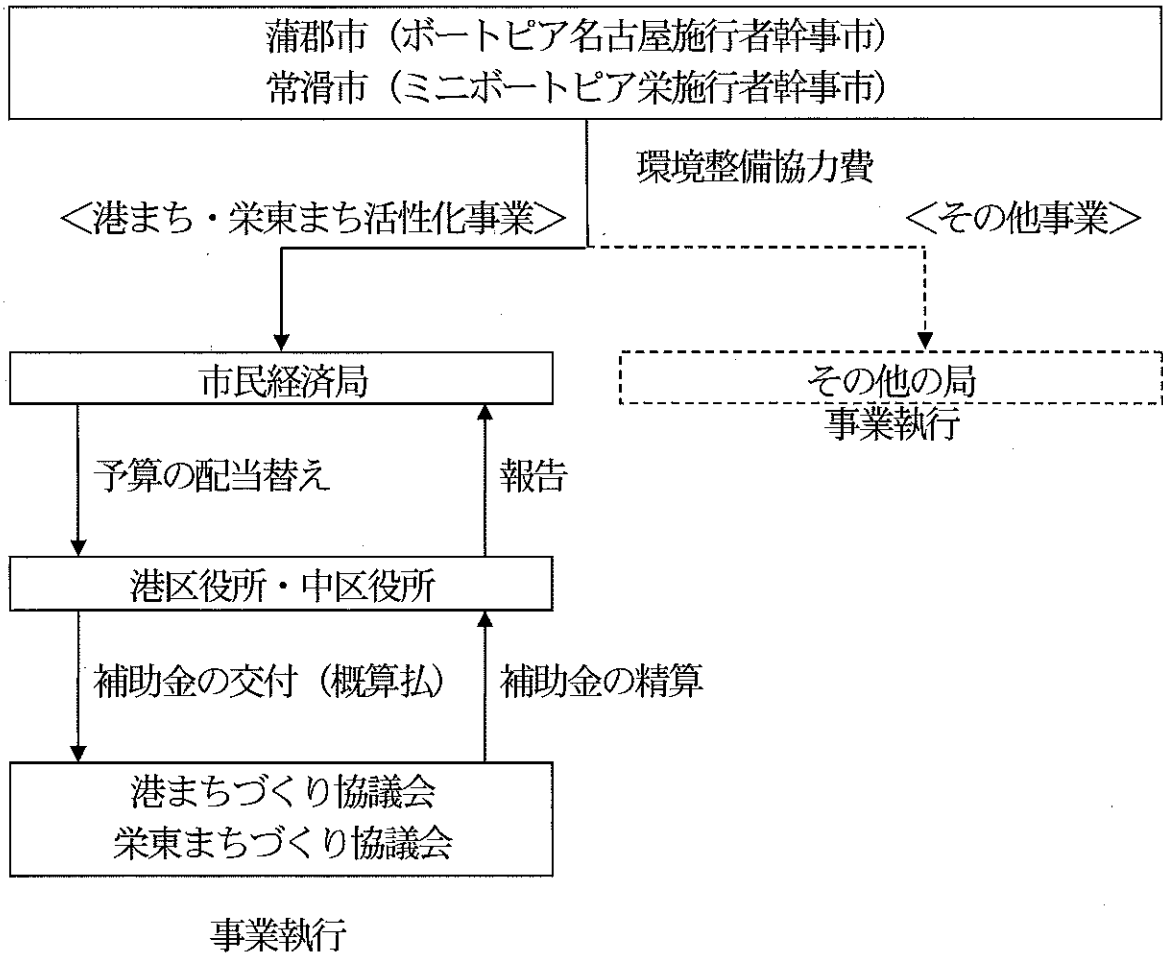 蒲郡市（ボートピア名古屋施行者幹事市）
常滑市（ミニボートピア栄施行者幹事市）
環境整備協力費
＜港まち・栄東まち活性化事業＞
＜その他事業＞
市民経済局
その他の局
事業執行
予算の配当替え
報告
港区役所・中区役所
補助金の交付（概算払）
補助金の精算
港まちづくり協議会
栄東まちづくり協議会
事業執行